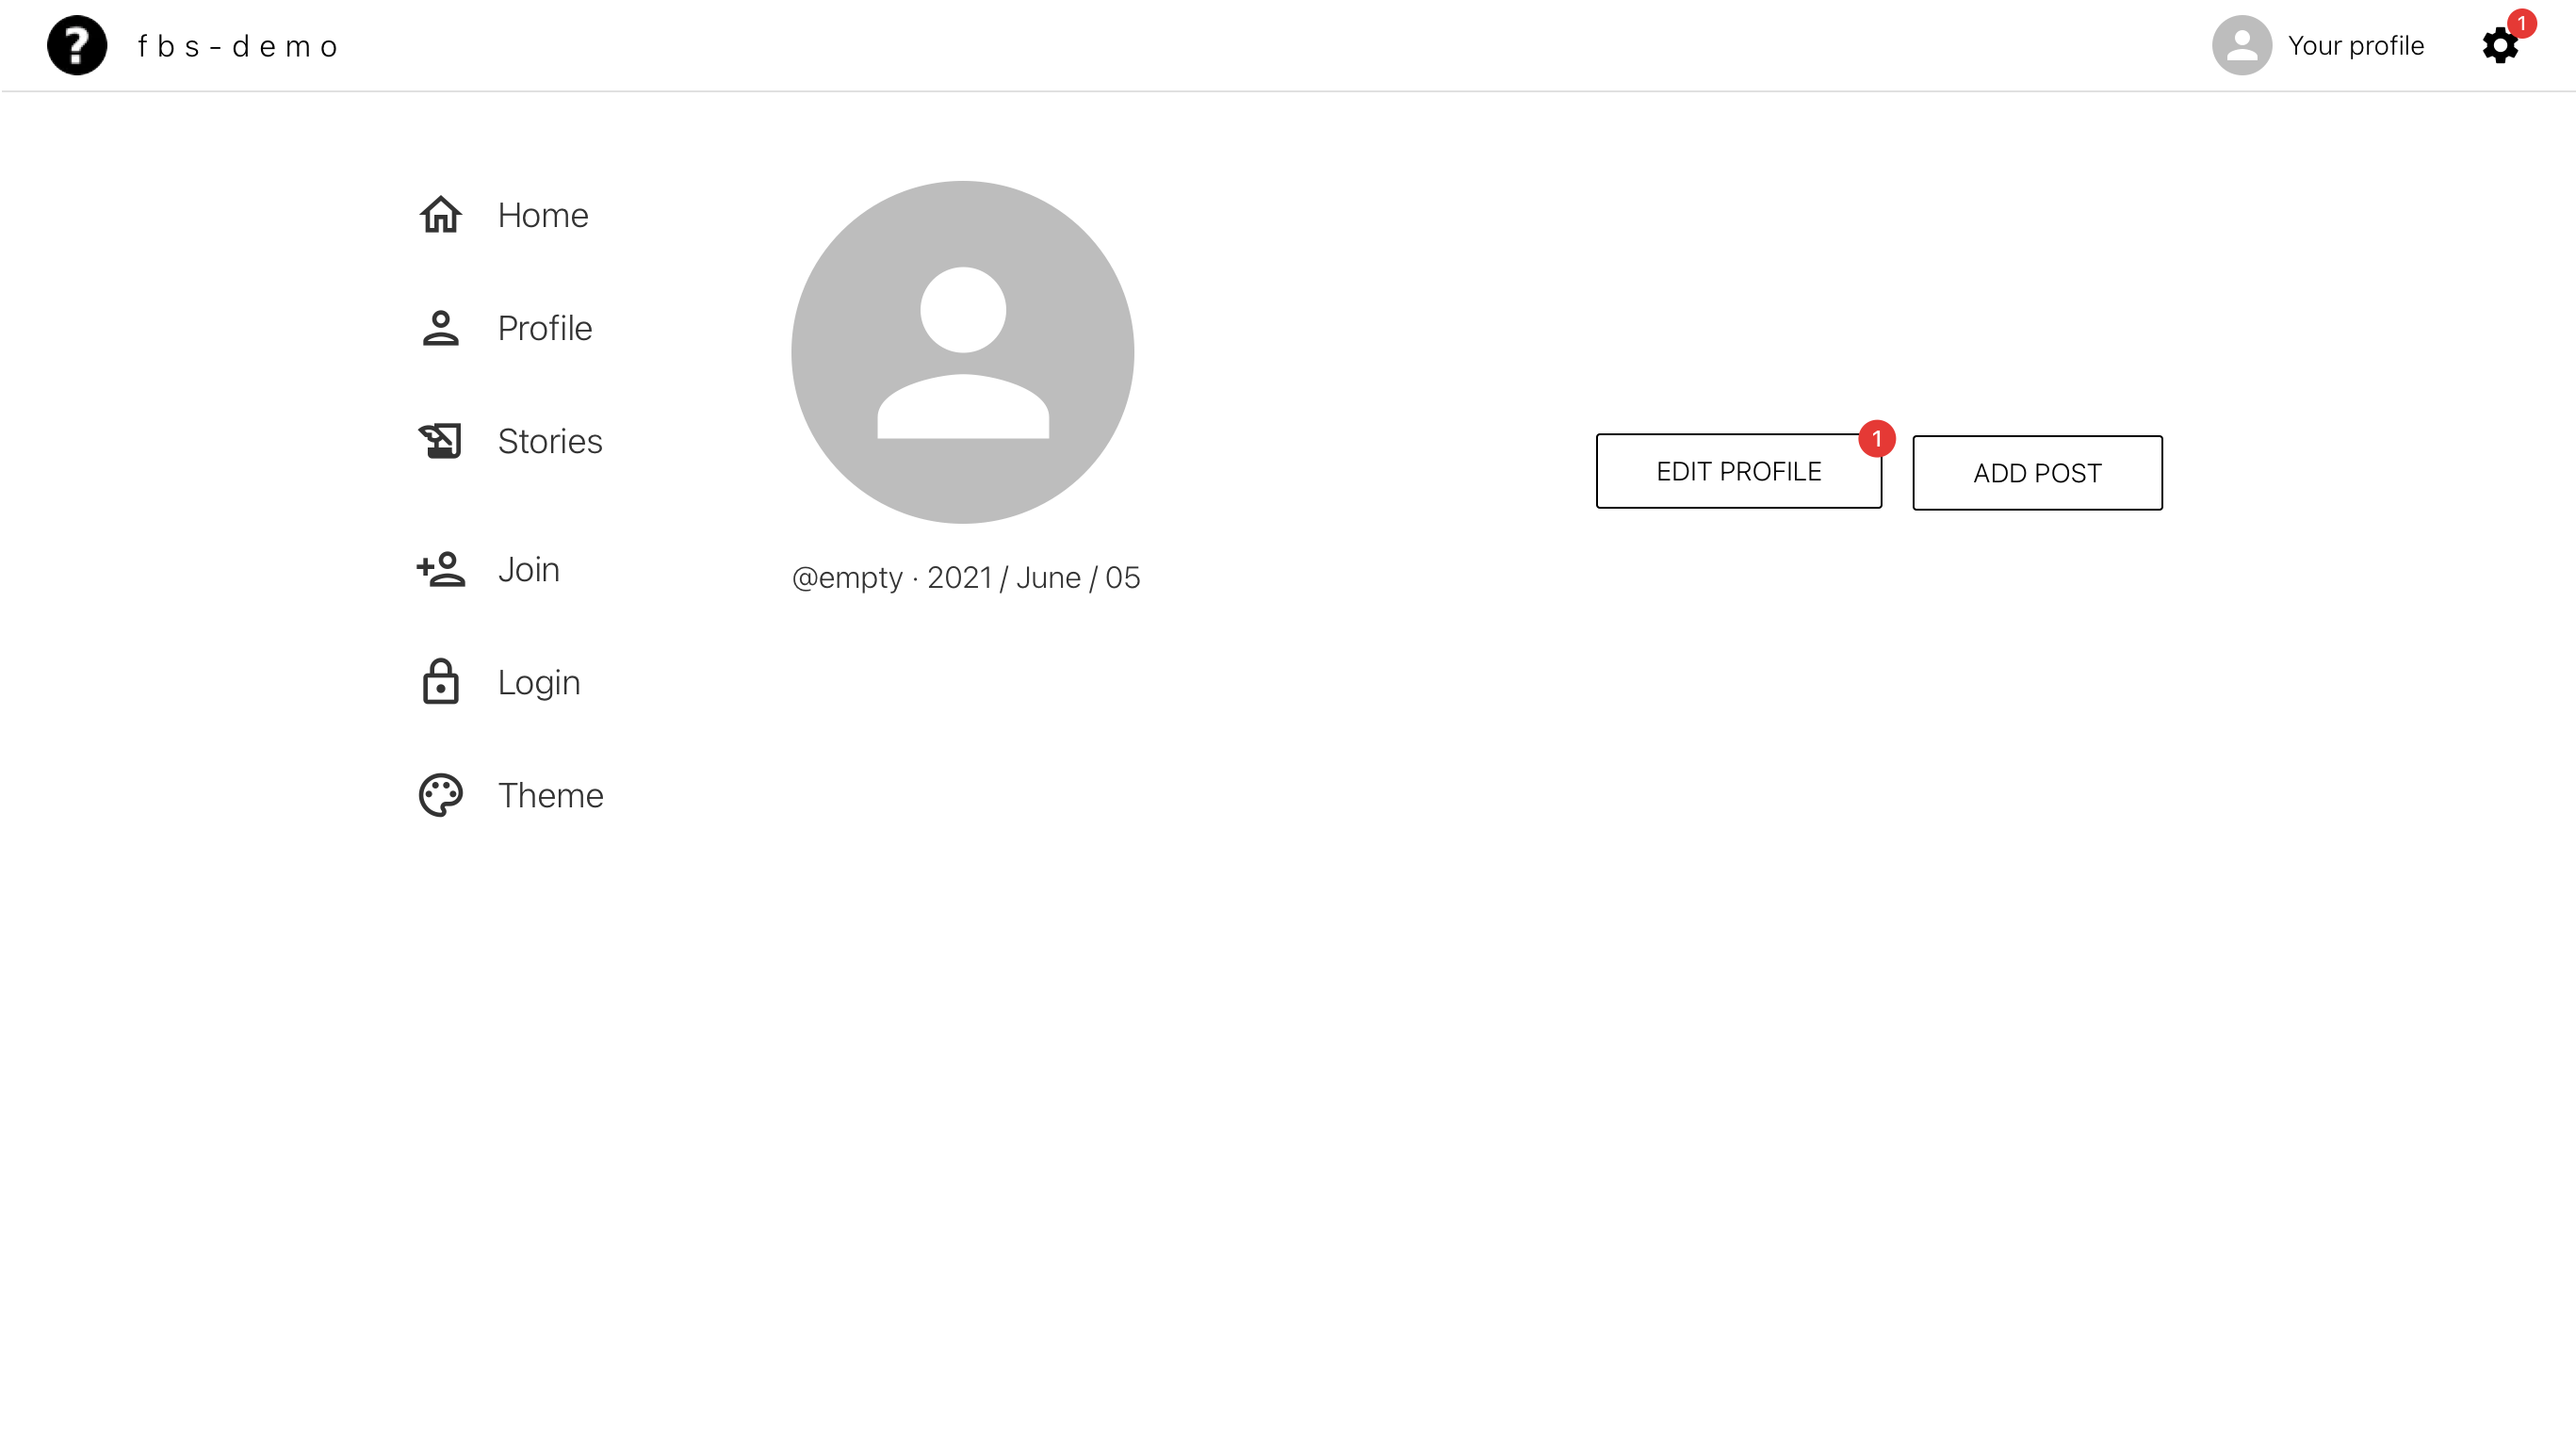 ?
fbs-demo
Your profile
1
Home
Profile
Stories
Join
Login
Theme
@empty · 2021 / June / 05
EDIT PROFILE
1
ADD POST